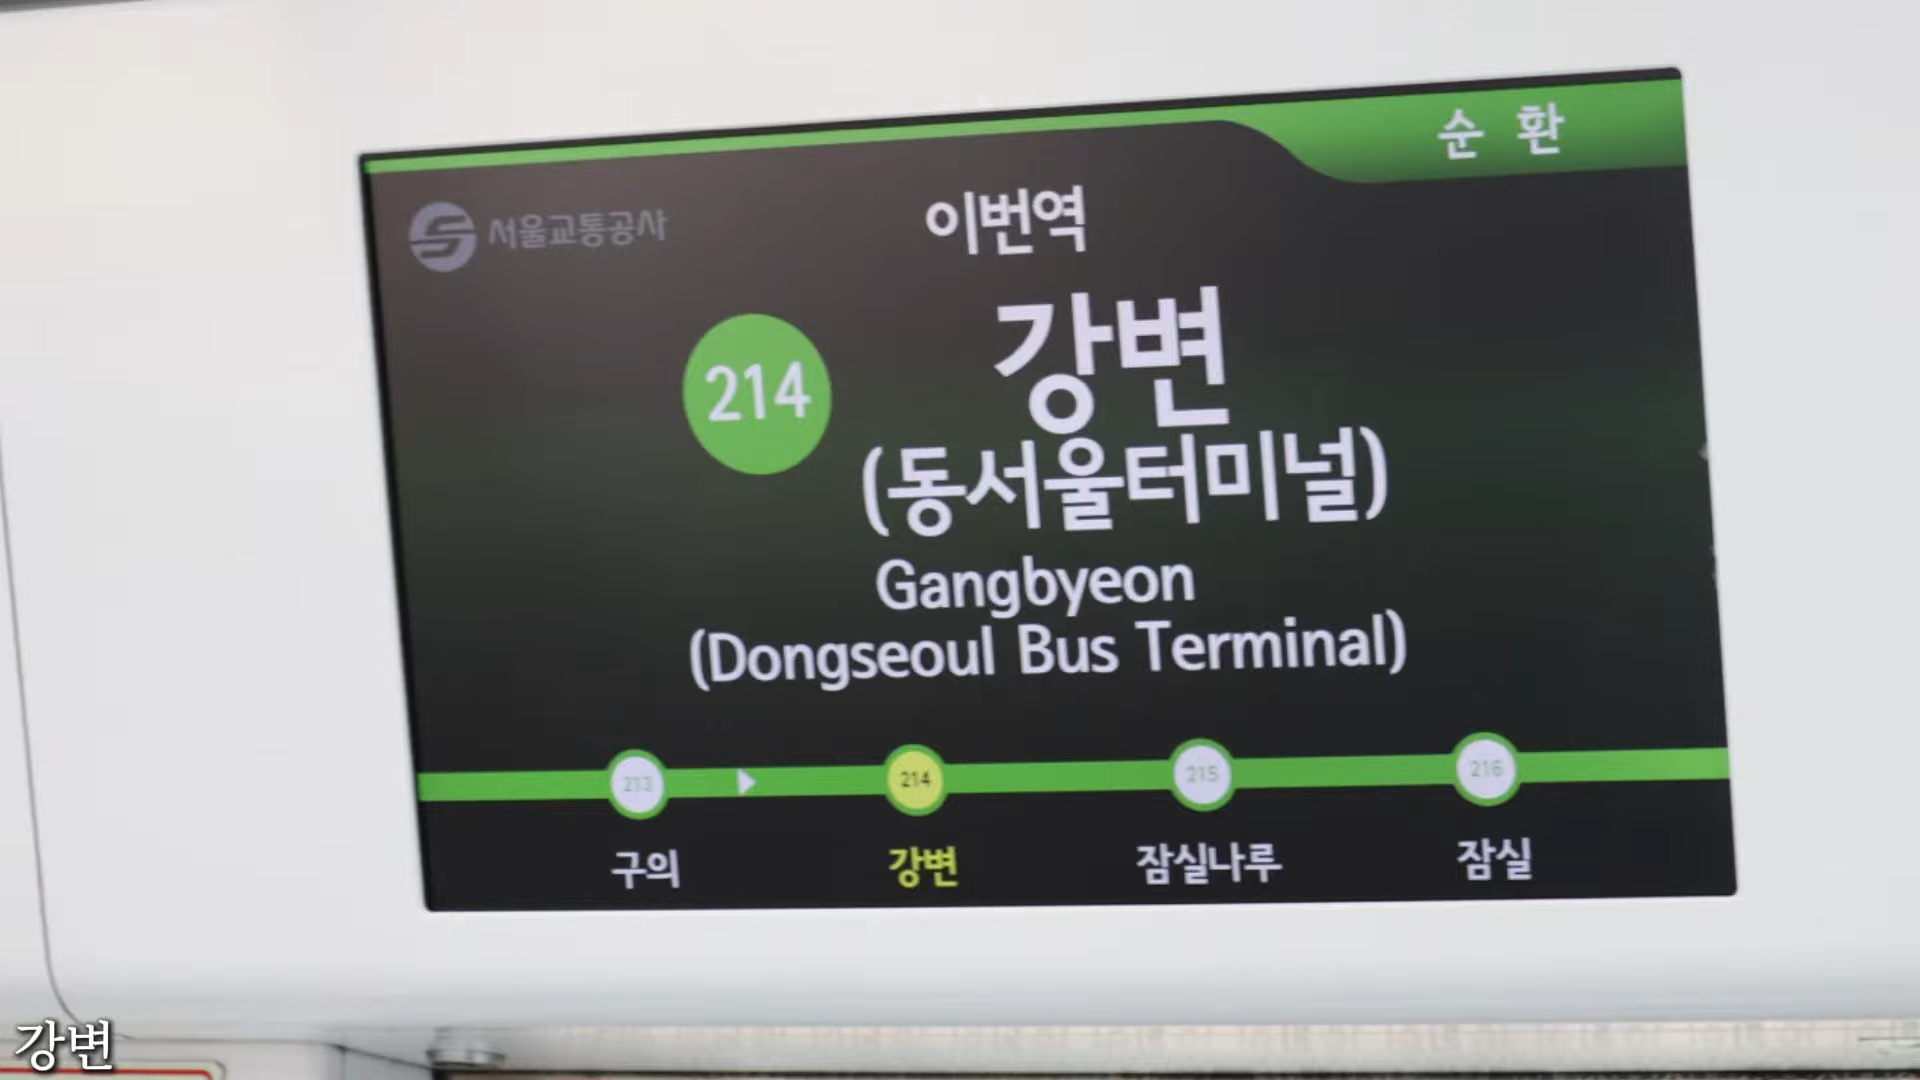 순 환
서울교통공사
이번역
214
강변
(동서울터미널)
Gangbyeon
(Dongseoul Bus Terminal)
213 214 215 216
구의 강변 잠실나루 잠실
강변